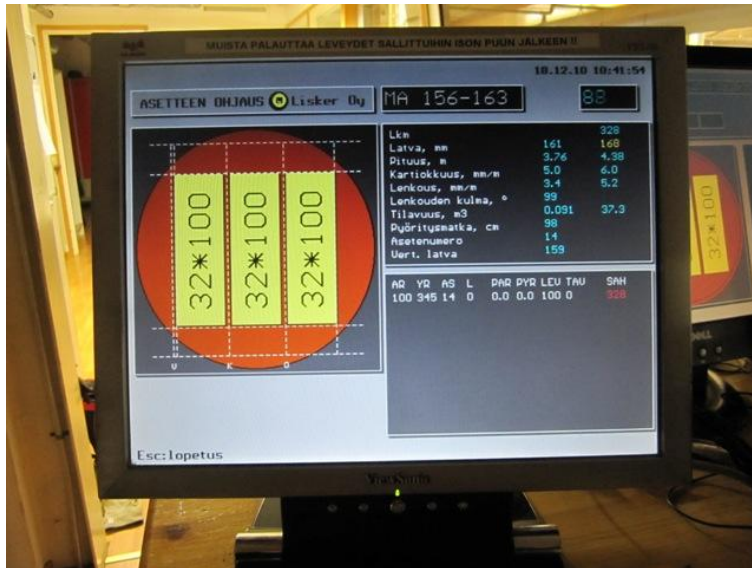 MUISTA PALAUTTAA LEVEYDET SALLITTUIHIN ISON PUUN JÄLKEEN !!
10.12.10 10:41:54
ASETTEEN OHJAUS Lisker Oy
MA 156-163
88
Lkm 328
Latva, mm 161 160
Pituus, m 3.76 4.38
Kartiokkuus, mm/m 5.0 6.0
Lenkous, mm/m 3.4 5.2
Lenkouden kulma, ° 99
Tilavuus, m3 0.091 37.3
Pyöritysmatka, cm 98
Asetenumero 14
Vert. latva 159
32*100
32*100
32*100
V K O
AR YR AS L PAR PYR LEV TAV SAH
100 345 14 0 0.0 0.0 100 0 328
Esc:lopetus
ViewSonic
32*100
DELL